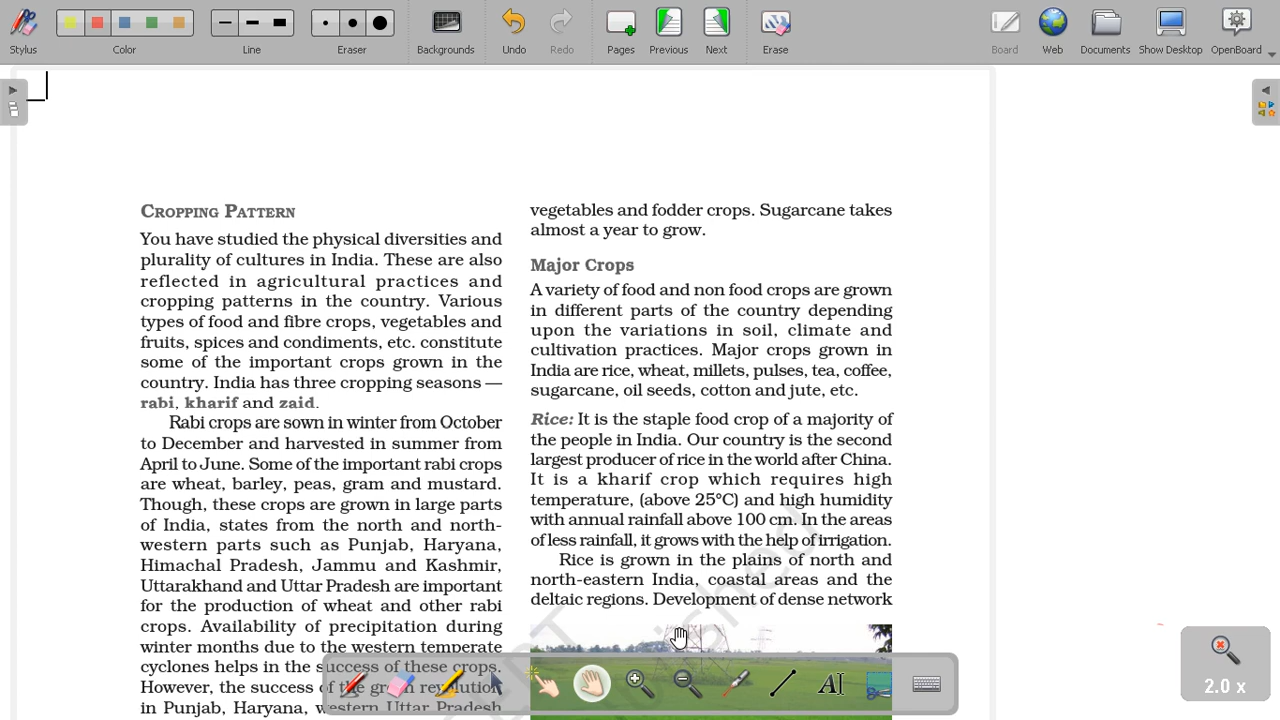 Stylus
Color
Line
Eraser
Backgrounds
Undo
Redo
Pages
Previous
Next
Erase
Board
Web
Documents
Show Desktop
OpenBoard
CROPPING PATTERN
You have studied the physical diversities and
plurality of cultures in India. These are also
reflected in agricultural practices and
cropping patterns in the country. Various
types of food and fibre crops, vegetables and
fruits, spices and condiments, etc. constitute
some of the important crops grown in the
country. India has three cropping seasons —
rabi, kharif and zaid.
Rabi crops are sown in winter from October
to December and harvested in summer from
April to June. Some of the important rabi crops
are wheat, barley, peas, gram and mustard.
Though, these crops are grown in large parts
of India, states from the north and north-
western parts such as Punjab, Haryana,
Himachal Pradesh, Jammu and Kashmir,
Uttarakhand and Uttar Pradesh are important
for the production of wheat and other rabi
crops. Availability of precipitation during
winter months due to the western temperate
cyclones helps in the success of these crops.
However, the success of the green revolution
in Punjab, Haryana, western Uttar Pradesh
vegetables and fodder crops. Sugarcane takes
almost a year to grow.
Major Crops
A variety of food and non food crops are grown
in different parts of the country depending
upon the variations in soil, climate and
cultivation practices. Major crops grown in
India are rice, wheat, millets, pulses, tea, coffee,
sugarcane, oil seeds, cotton and jute, etc.
Rice: It is the staple food crop of a majority of
the people in India. Our country is the second
largest producer of rice in the world after China.
It is a kharif crop which requires high
temperature, (above 25°C) and high humidity
with annual rainfall above 100 cm. In the areas
of less rainfall, it grows with the help of irrigation.
Rice is grown in the plains of north and
north-eastern India, coastal areas and the
deltaic regions. Development of dense network
2.0 x